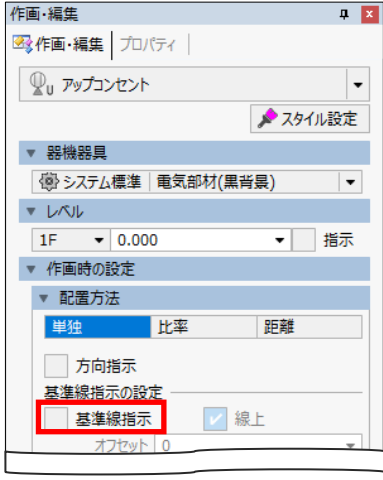 作画・編集
作画・編集 プロパティ
U アップコンセント
スタイル設定
器機器具
システム標準 電気部材(黒背景)
レベル
1F 0.000 指示
作画時の設定
配置方法
単独 比率 距離
方向指示
基準線指示の設定
基準線指示 線上
オフセット 0